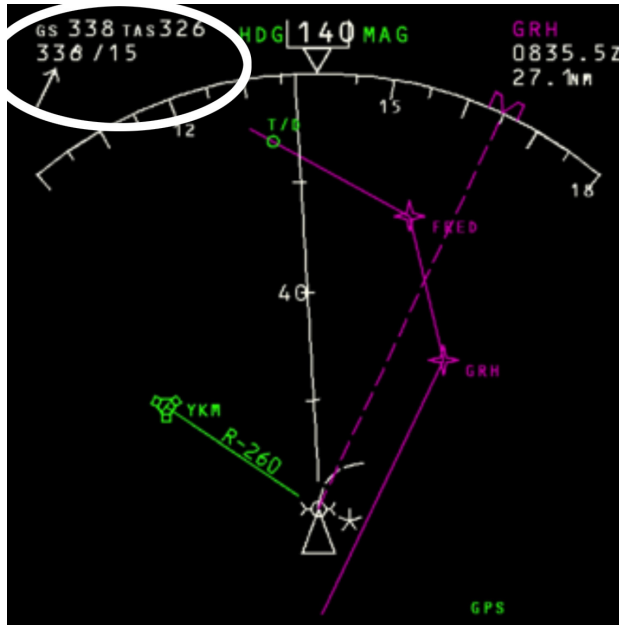 GS 338 TAS 326
HDG 140 MAG
GRH
336 / 15
0835.5Z
27.1NM
12
15
18
T/D
FRED
40
GRH
YKM
R-260
GPS